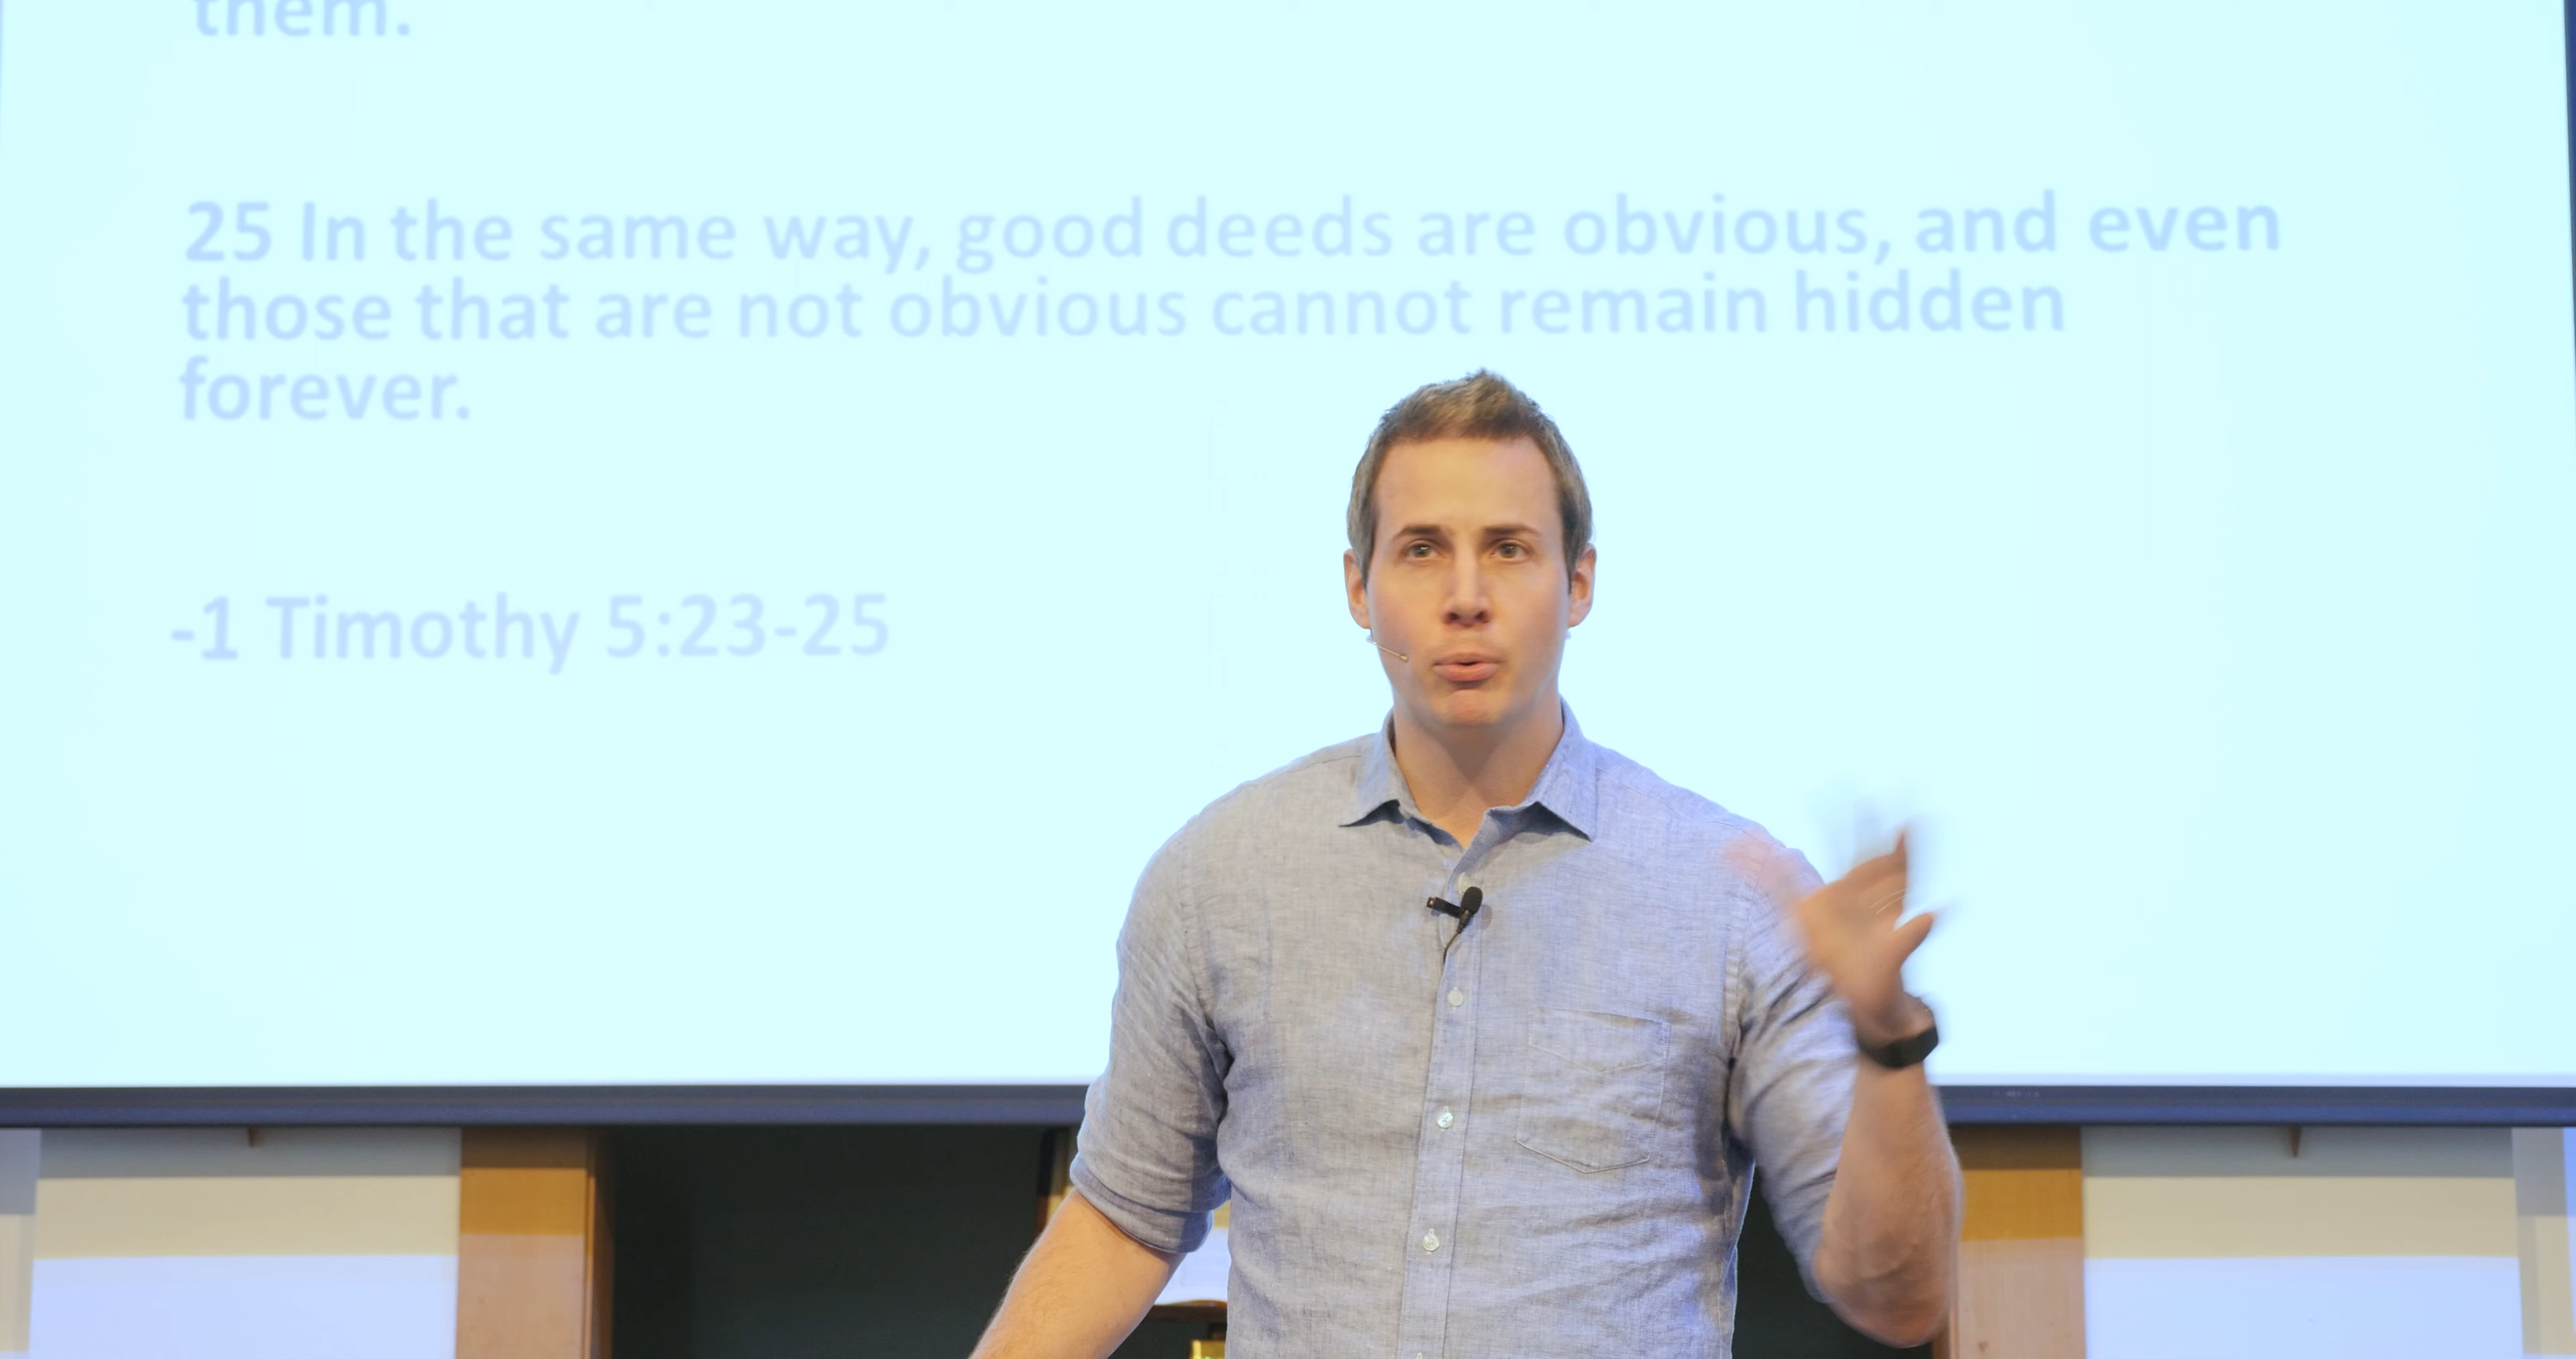 them.
25 In the same way, good deeds are obvious, and even
those that are not obvious cannot remain hidden
forever.
-1 Timothy 5:23-25